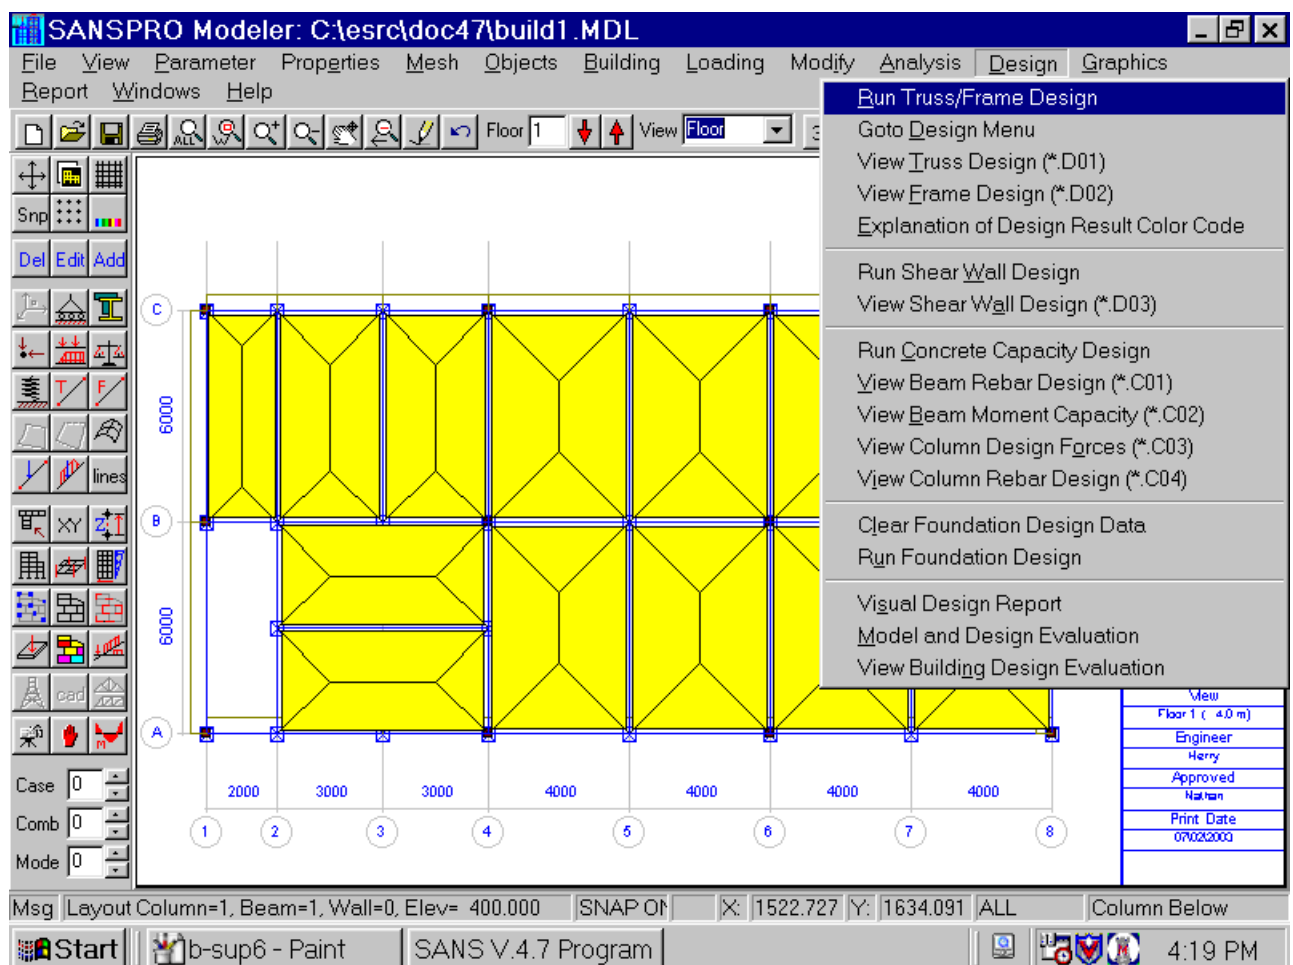 SANSPRO Modeler: C:\esrc\doc47\build1.MDL
File View Parameter Properties Mesh Objects Building Loading Modify Analysis Design Graphics
Report Windows Help
ALL Floor 1 View Floor 3
Run Truss/Frame Design
Goto Design Menu
View Truss Design (*.D01)
View Frame Design (*.D02)
Explanation of Design Result Color Code
Run Shear Wall Design
View Shear Wall Design (*.D03)
Run Concrete Capacity Design
View Beam Rebar Design (*.C01)
View Beam Moment Capacity (*.C02)
View Column Design Forces (*.C03)
View Column Rebar Design (*.C04)
Clear Foundation Design Data
Run Foundation Design
Visual Design Report
Model and Design Evaluation
View Building Design Evaluation
Snp
Del Edit Add
T F
lines
XY Z
cad
M
Case 0
Comb 0
Mode 0
C
6000
B
6000
A
2000 3000 3000 4000 4000 4000 4000
1 2 3 4 5 6 7 8
View
Floor 1 ( 4.0 m)
Engineer
Herry
Approved
Nathan
Print Date
07/02/2003
Msg Layout Column=1, Beam=1, Wall=0, Elev= 400.000 SNAP ON X: 1522.727 Y: 1634.091 ALL Column Below
Start b-sup6 - Paint SANS V.4.7 Program 4:19 PM